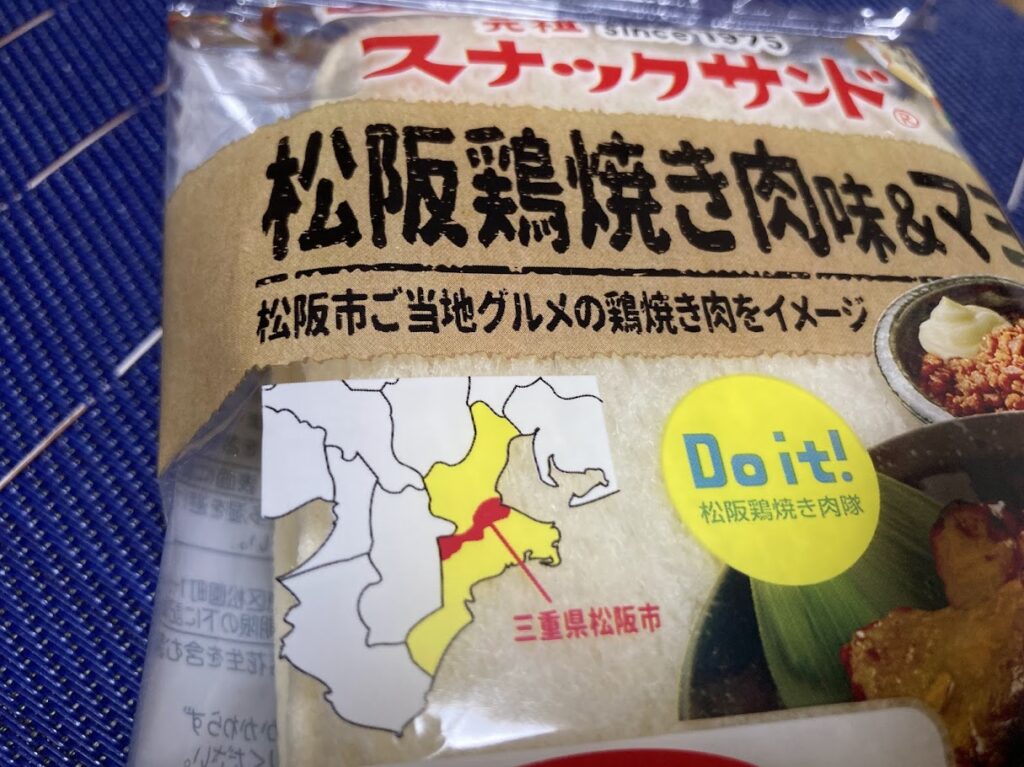 元祖 since 1975
スナックサンド®
松阪鶏焼き肉味&マヨ
松阪市ご当地グルメの鶏焼き肉をイメージ
Do it!
松阪鶏焼き肉隊
三重県松阪市